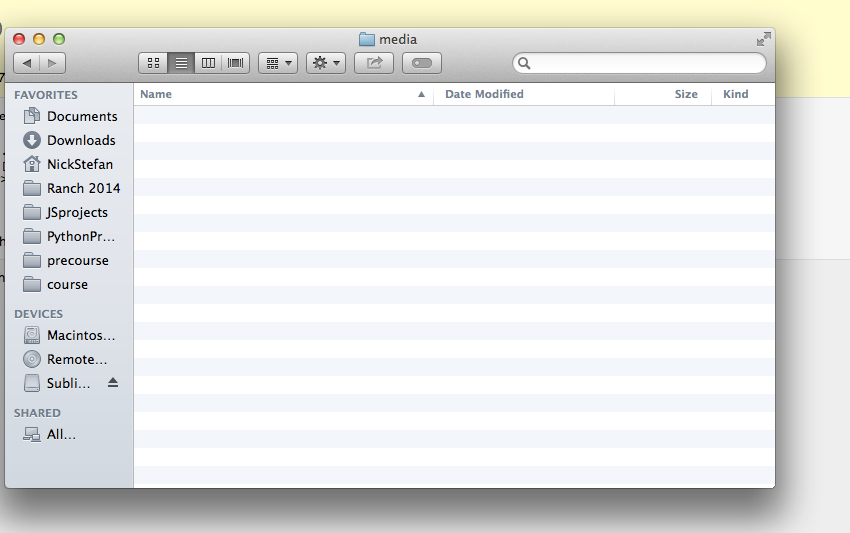 media
FAVORITES
Documents
Downloads
NickStefan
Ranch 2014
JSprojects
PythonPr...
precourse
course
DEVICES
Macintos...
Remote...
Subli...
SHARED
All...
Name Date Modified Size Kind